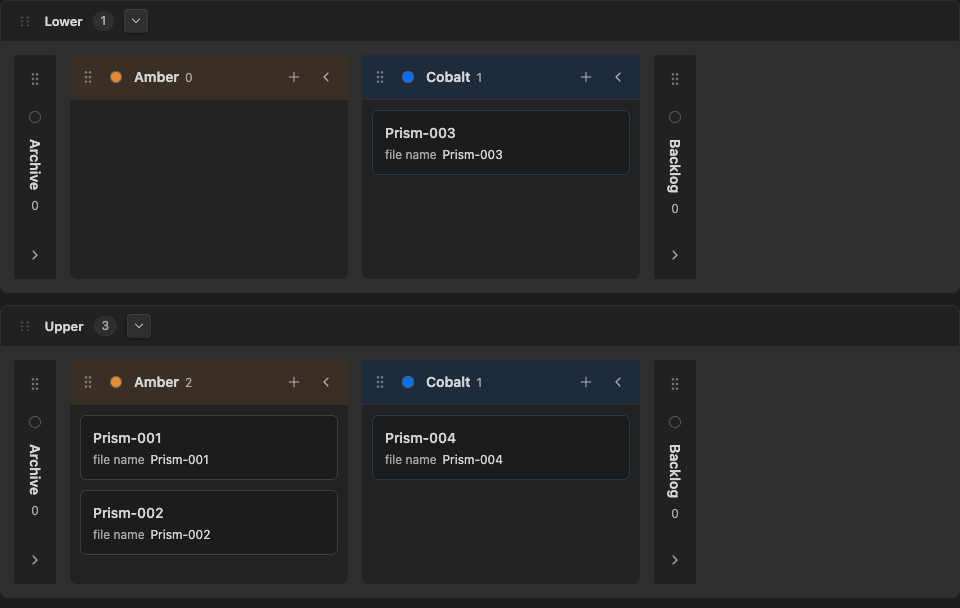 Lower 1
Archive 0
Amber 0
Cobalt 1
Prism-003
file name Prism-003
Backlog 0
Upper 3
Archive 0
Amber 2
Prism-001
file name Prism-001
Prism-002
file name Prism-002
Cobalt 1
Prism-004
file name Prism-004
Backlog 0